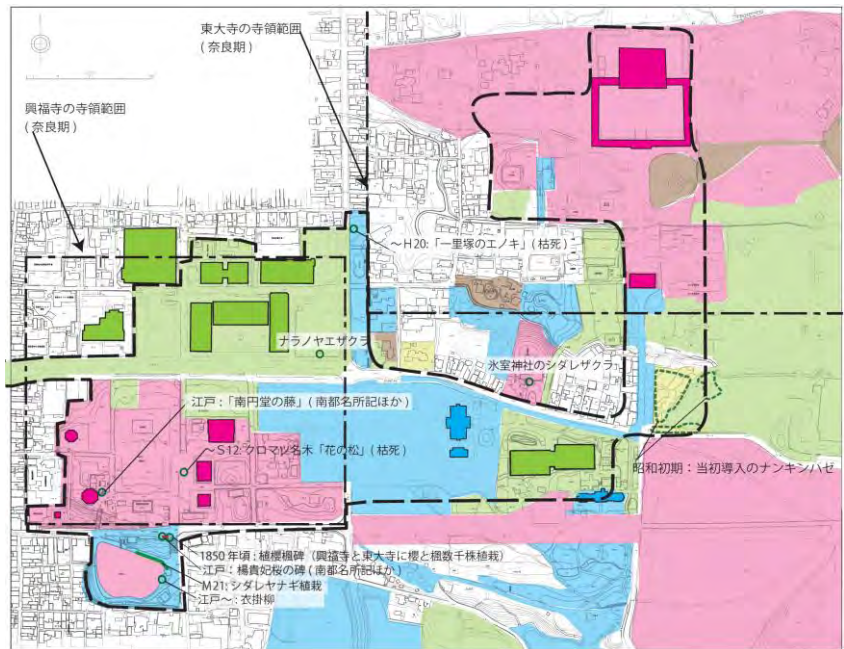 東大寺の寺領範囲
(奈良期)
興福寺の寺領範囲
(奈良期)
～H20:「一里塚のエノキ」(枯死)
ナラノヤエザクラ
氷室神社のシダレザクラ
江戸:「南円堂の藤」(南都名所記ほか)
～S12:クロマツ名木「花の松」(枯死)
昭和初期:当初導入のナンキンハゼ
1850年頃:植櫻楓碑(興福寺と東大寺に櫻と楓数千株植栽)
江戸:楊貴妃桜の碑(南都名所記ほか)
M21:シダレヤナギ植栽
江戸～:衣掛柳